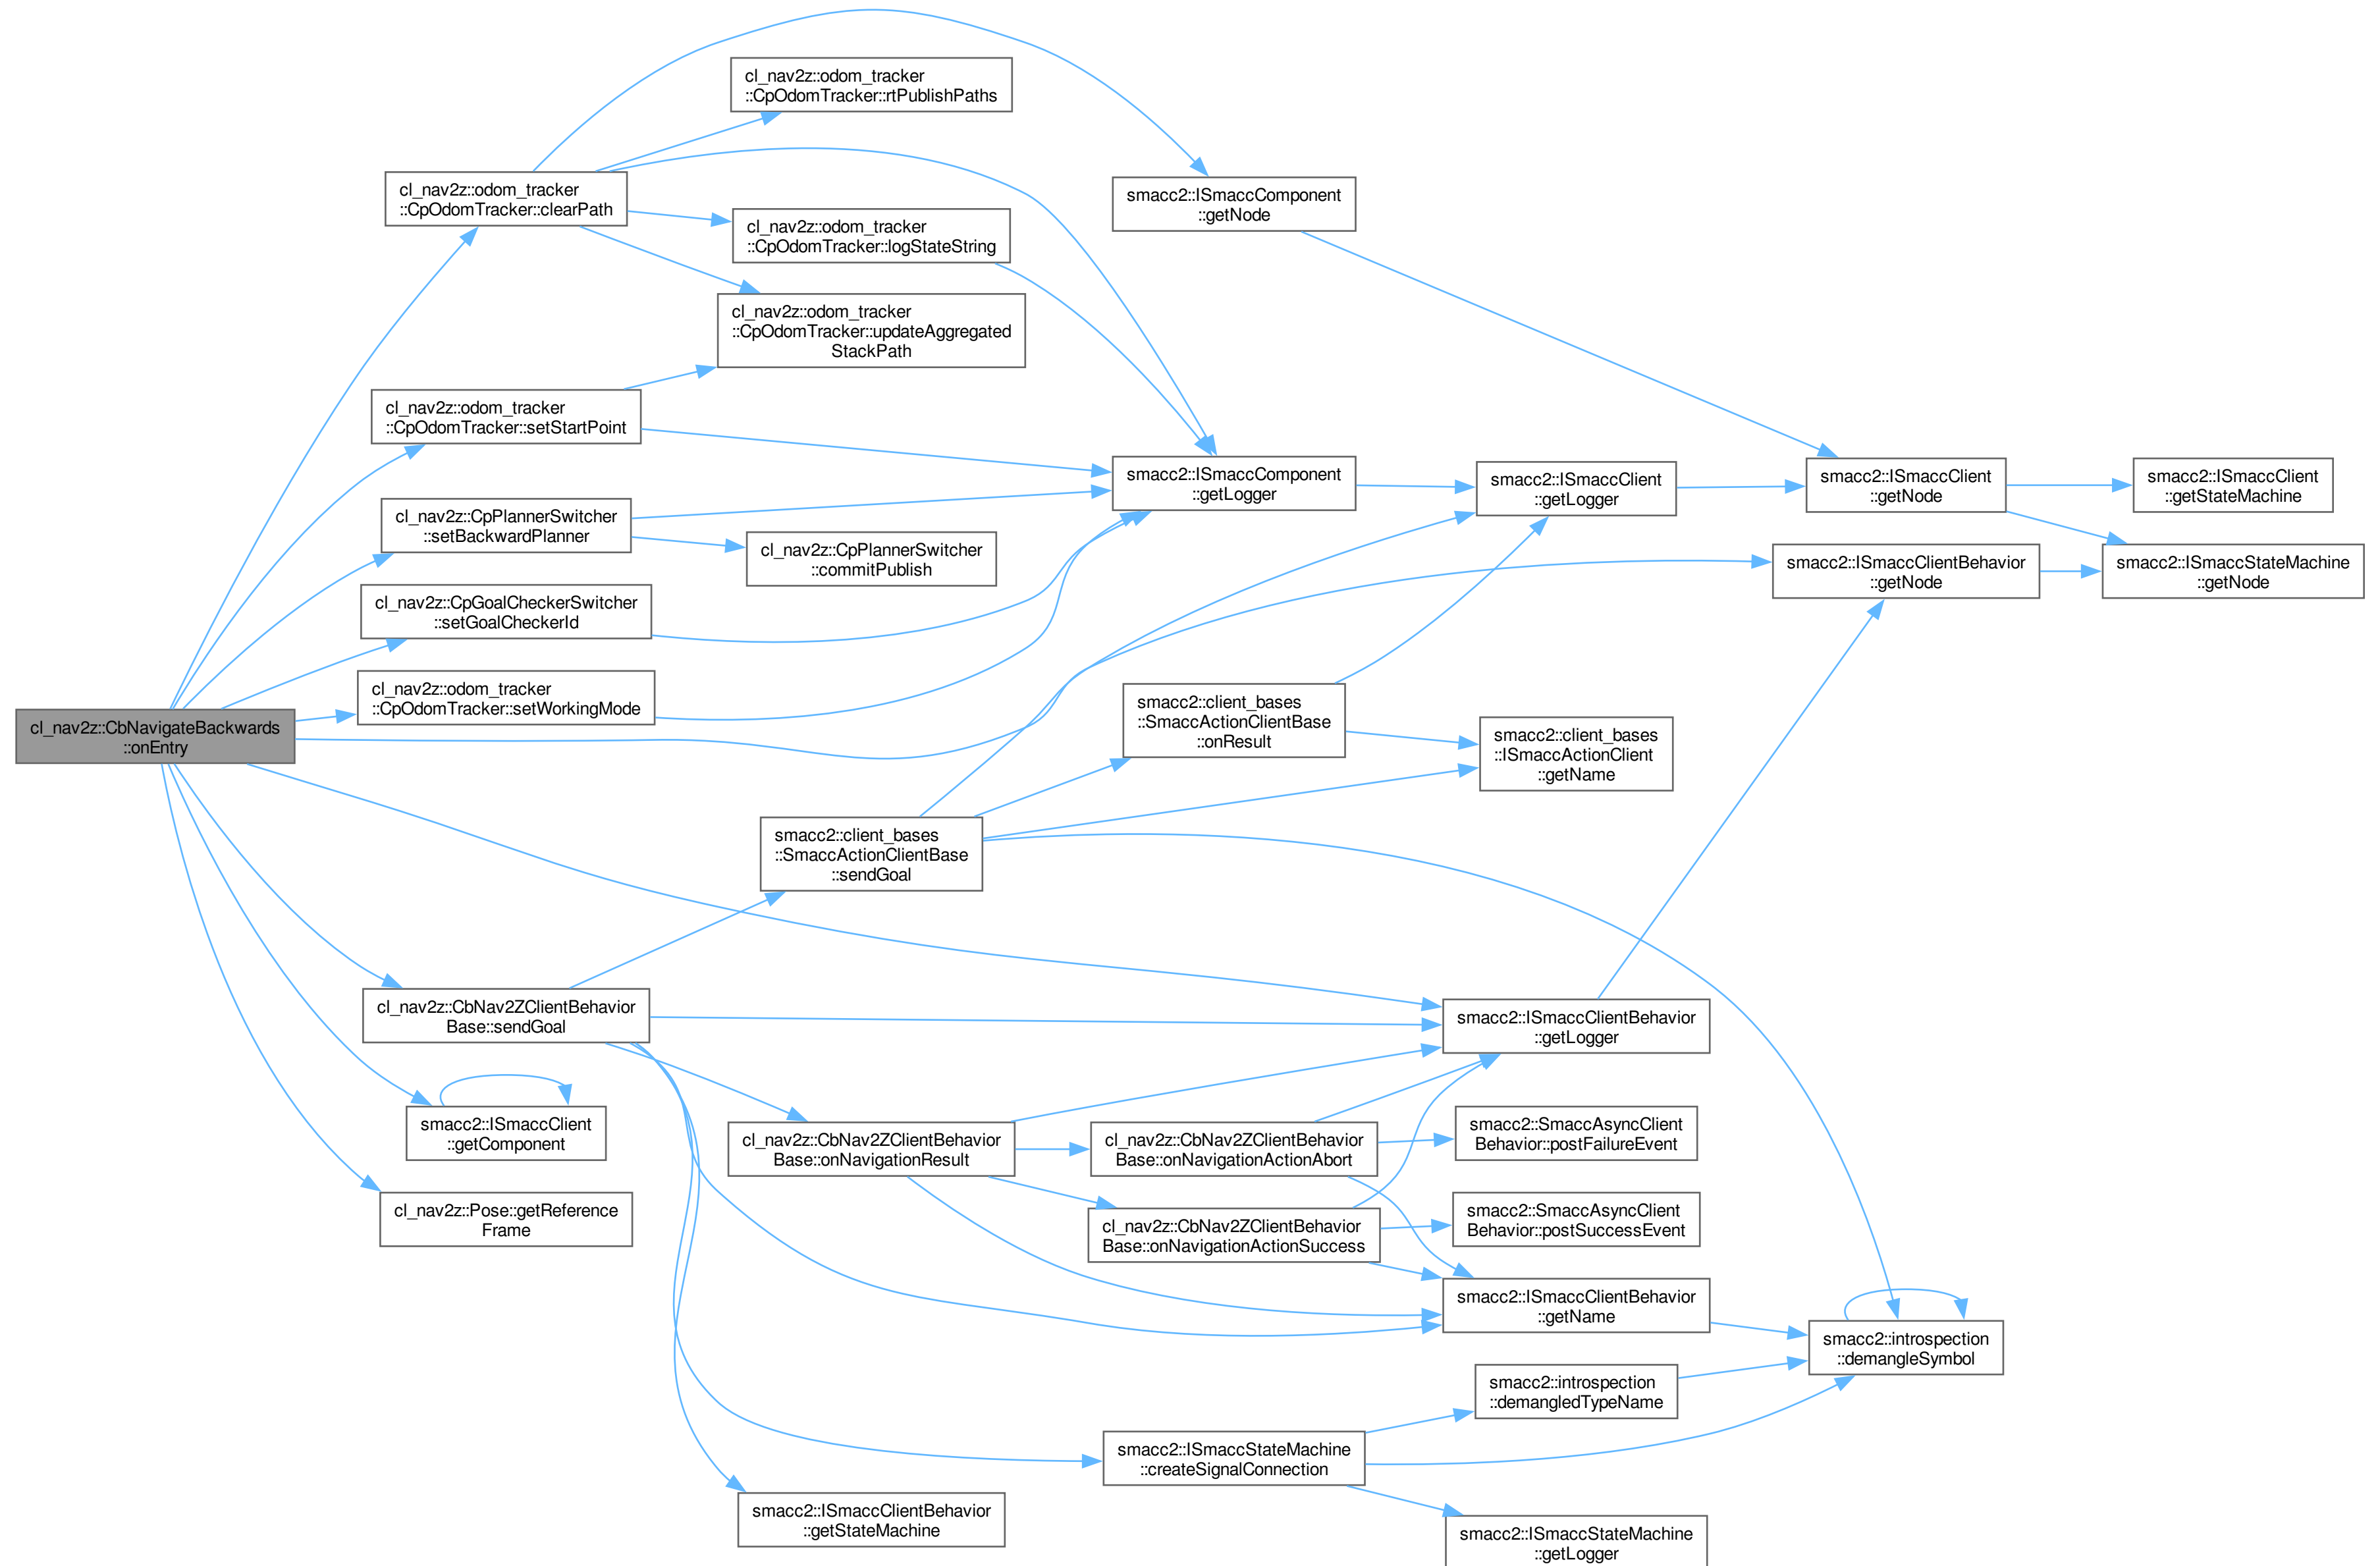 cl_nav2z::odom_tracker
::CpOdomTracker::rtPublishPaths
cl_nav2z::odom_tracker
::CpOdomTracker::clearPath
smacc2::ISmaccComponent
::getNode
cl_nav2z::odom_tracker
::CpOdomTracker::logStateString
cl_nav2z::odom_tracker
::CpOdomTracker::updateAggregated
StackPath
cl_nav2z::odom_tracker
::CpOdomTracker::setStartPoint
smacc2::ISmaccComponent
::getLogger
smacc2::ISmaccClient
::getLogger
smacc2::ISmaccClient
::getNode
smacc2::ISmaccClient
::getStateMachine
cl_nav2z::CpPlannerSwitcher
::setBackwardPlanner
cl_nav2z::CpPlannerSwitcher
::commitPublish
smacc2::ISmaccClientBehavior
::getNode
smacc2::ISmaccStateMachine
::getNode
cl_nav2z::CpGoalCheckerSwitcher
::setGoalCheckerId
cl_nav2z::odom_tracker
::CpOdomTracker::setWorkingMode
cl_nav2z::CbNavigateBackwards
::onEntry
smacc2::client_bases
::SmaccActionClientBase
::onResult
smacc2::client_bases
::ISmaccActionClient
::getName
smacc2::client_bases
::SmaccActionClientBase
::sendGoal
cl_nav2z::CbNav2ZClientBehavior
Base::sendGoal
smacc2::ISmaccClientBehavior
::getLogger
smacc2::ISmaccClient
::getComponent
cl_nav2z::CbNav2ZClientBehavior
Base::onNavigationResult
cl_nav2z::CbNav2ZClientBehavior
Base::onNavigationActionAbort
smacc2::SmaccAsyncClient
Behavior::postFailureEvent
cl_nav2z::Pose::getReference
Frame
cl_nav2z::CbNav2ZClientBehavior
Base::onNavigationActionSuccess
smacc2::SmaccAsyncClient
Behavior::postSuccessEvent
smacc2::ISmaccClientBehavior
::getName
smacc2::introspection
::demangleSymbol
smacc2::introspection
::demangledTypeName
smacc2::ISmaccStateMachine
::createSignalConnection
smacc2::ISmaccClientBehavior
::getStateMachine
smacc2::ISmaccStateMachine
::getLogger